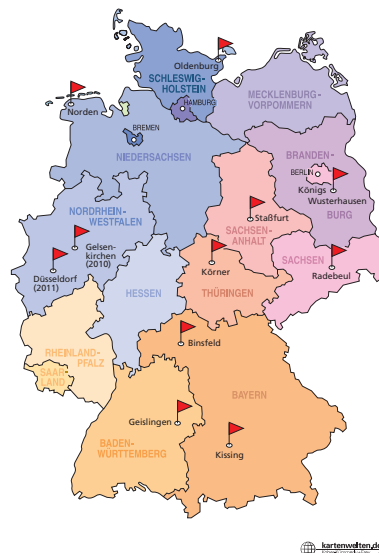 Oldenburg
SCHLESWIG-
HOLSTEIN
MECKLENBURG-
VORPOMMERN
HAMBURG
Norden
BREMEN
NIEDERSACHSEN
BRANDEN-
BERLIN
Königs
Wusterhausen
BURG
NORDRHEIN-
WESTFALEN
Staßfurt
SACHSEN-
ANHALT
Gelsen-
kirchen
(2010)
Düsseldorf
(2011)
Körner
SACHSEN
Radebeul
HESSEN
THÜRINGEN
Binsfeld
RHEINLAND-
PFALZ
SAAR-
LAND
BAYERN
Geislingen
BADEN-
WÜRTTEMBERG
Kissing
kartenwelten.de